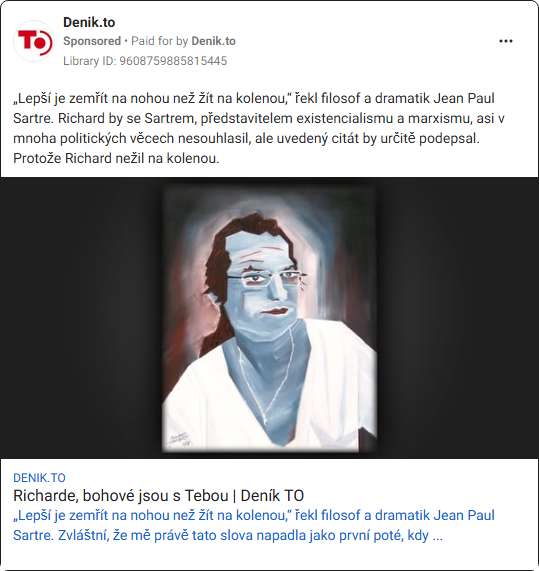 Denik.to
Sponsored • Paid for by Denik.to
Library ID: 9608759885815445
„Lepší je zemřít na nohou než žít na kolenou,“ řekl filosof a dramatik Jean Paul
Sartre. Richard by se Sartrem, představitelem existencialismu a marxismu, asi v
mnoha politických věcech nesouhlasil, ale uvedený citát by určitě podepsal.
Protože Richard nežil na kolenou.
DENIK.TO
Richarde, bohové jsou s Tebou | Deník TO
„Lepší je zemřít na nohou než žít na kolenou,“ řekl filosof a dramatik Jean Paul
Sartre. Zvláštní, že mě právě tato slova napadla jako první poté, kdy ...